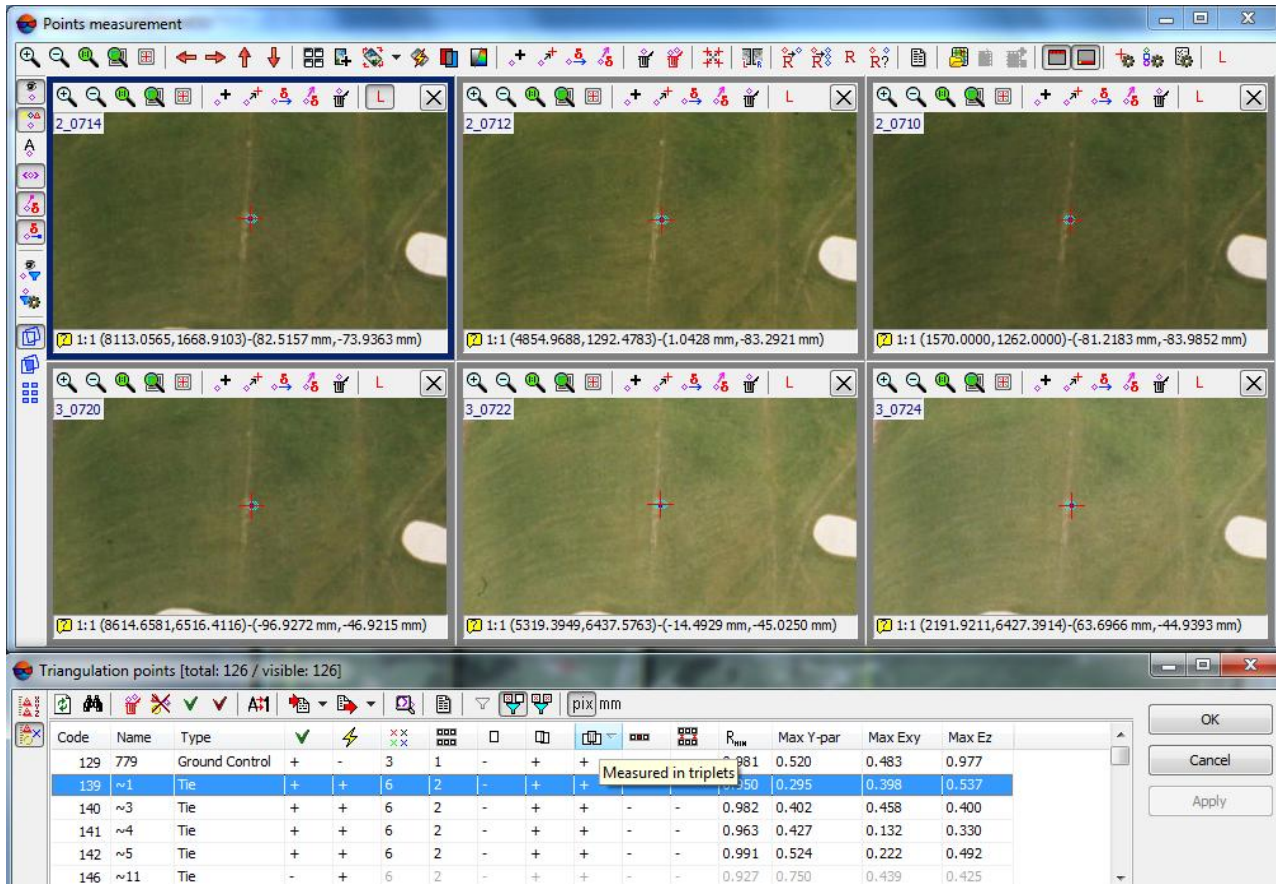 Points measurement
R R R R? L
L L L
2_0714 2_0712 2_0710
A
1:1 (8113.0565,1668.9103)-(82.5157 mm,-73.9363 mm) 1:1 (4854.9688,1292.4783)-(1.0428 mm,-83.2921 mm) 1:1 (1570.0000,1262.0000)-(-81.2183 mm,-83.9852 mm)
L L L
3_0720 3_0722 3_0724
1:1 (8614.6581,6516.4116)-(-96.9272 mm,-46.9215 mm) 1:1 (5319.3949,6437.5763)-(-14.4929 mm,-45.0250 mm) 1:1 (2191.9211,6427.3914)-(63.6966 mm,-44.9393 mm)
Triangulation points [total: 126 / visible: 126]
pix mm
OK
Code Name Type RMIN Max Y-par Max Exy Max Ez
129 779 Ground Control + - 3 1 - + + 0.520 0.483 0.977
Cancel
Measured in triplets
139 ~1 Tie + + 6 2 - + + 0.295 0.398 0.537
140 ~3 Tie + + 6 2 - + + - - 0.982 0.402 0.458 0.400
Apply
141 ~4 Tie + + 6 2 - + + - - 0.963 0.427 0.132 0.330
142 ~5 Tie + + 6 2 - + + - - 0.991 0.524 0.222 0.492
146 ~11 Tie - + 6 2 - + + - - 0.927 0.750 0.439 0.425